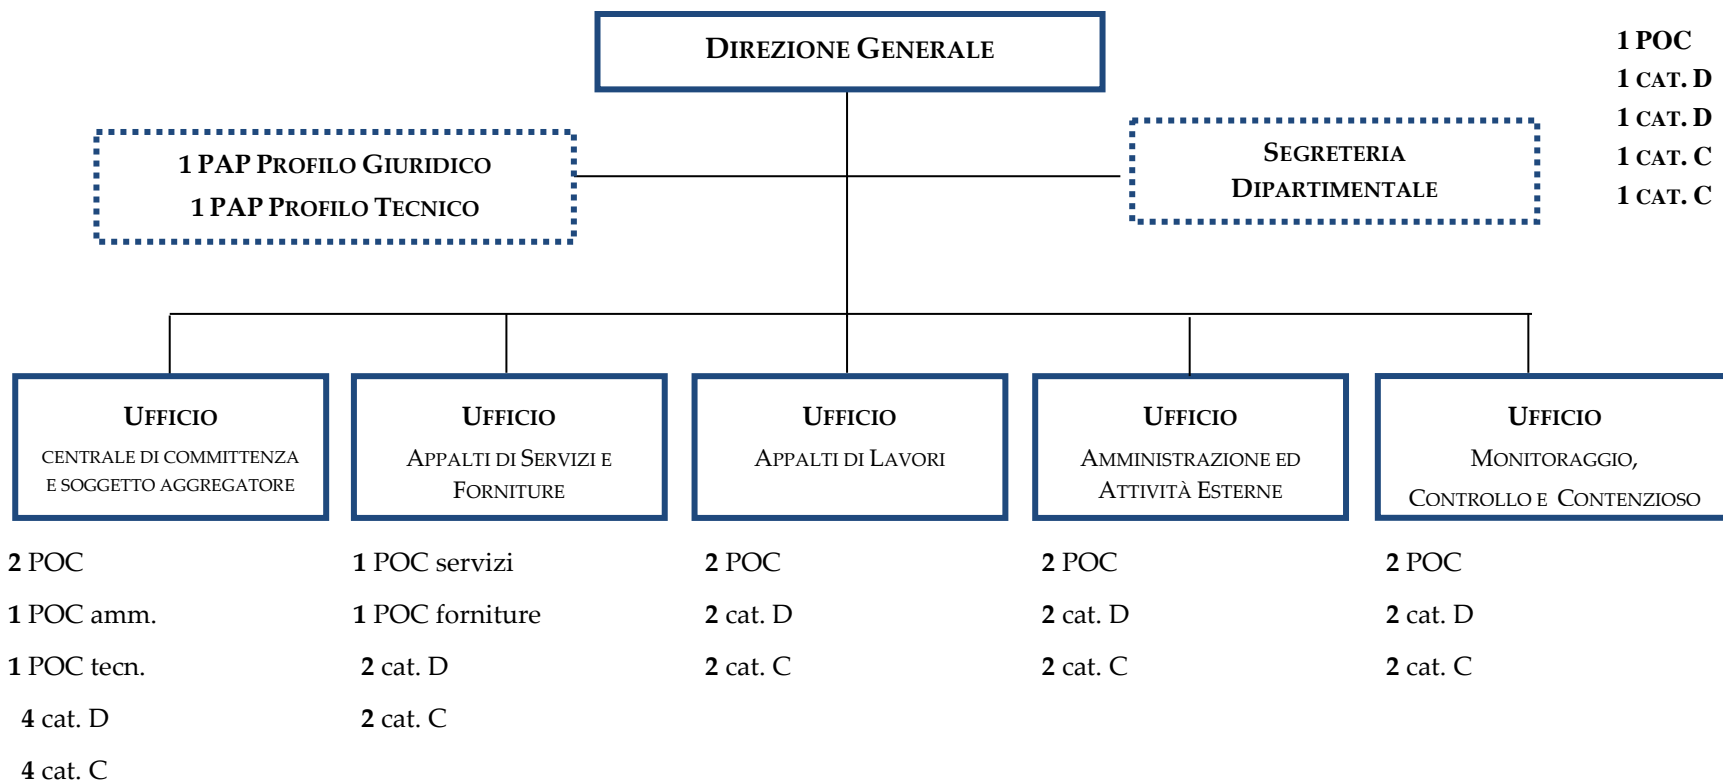 DIREZIONE GENERALE
1 POC
1 CAT. D
1 CAT. D
1 CAT. C
1 CAT. C
1 PAP PROFILO GIURIDICO
1 PAP PROFILO TECNICO
SEGRETERIA
DIPARTIMENTALE
UFFICIO
CENTRALE DI COMMITTENZA
E SOGGETTO AGGREGATORE
UFFICIO
APPALTI DI SERVIZI E
FORNITURE
UFFICIO
APPALTI DI LAVORI
UFFICIO
AMMINISTRAZIONE ED
ATTIVITÀ ESTERNE
UFFICIO
MONITORAGGIO,
CONTROLLO E CONTENZIOSO
2 POC
1 POC amm.
1 POC tecn.
4 cat. D
4 cat. C
1 POC servizi
1 POC forniture
2 cat. D
2 cat. C
2 POC
2 cat. D
2 cat. C
2 POC
2 cat. D
2 cat. C
2 POC
2 cat. D
2 cat. C